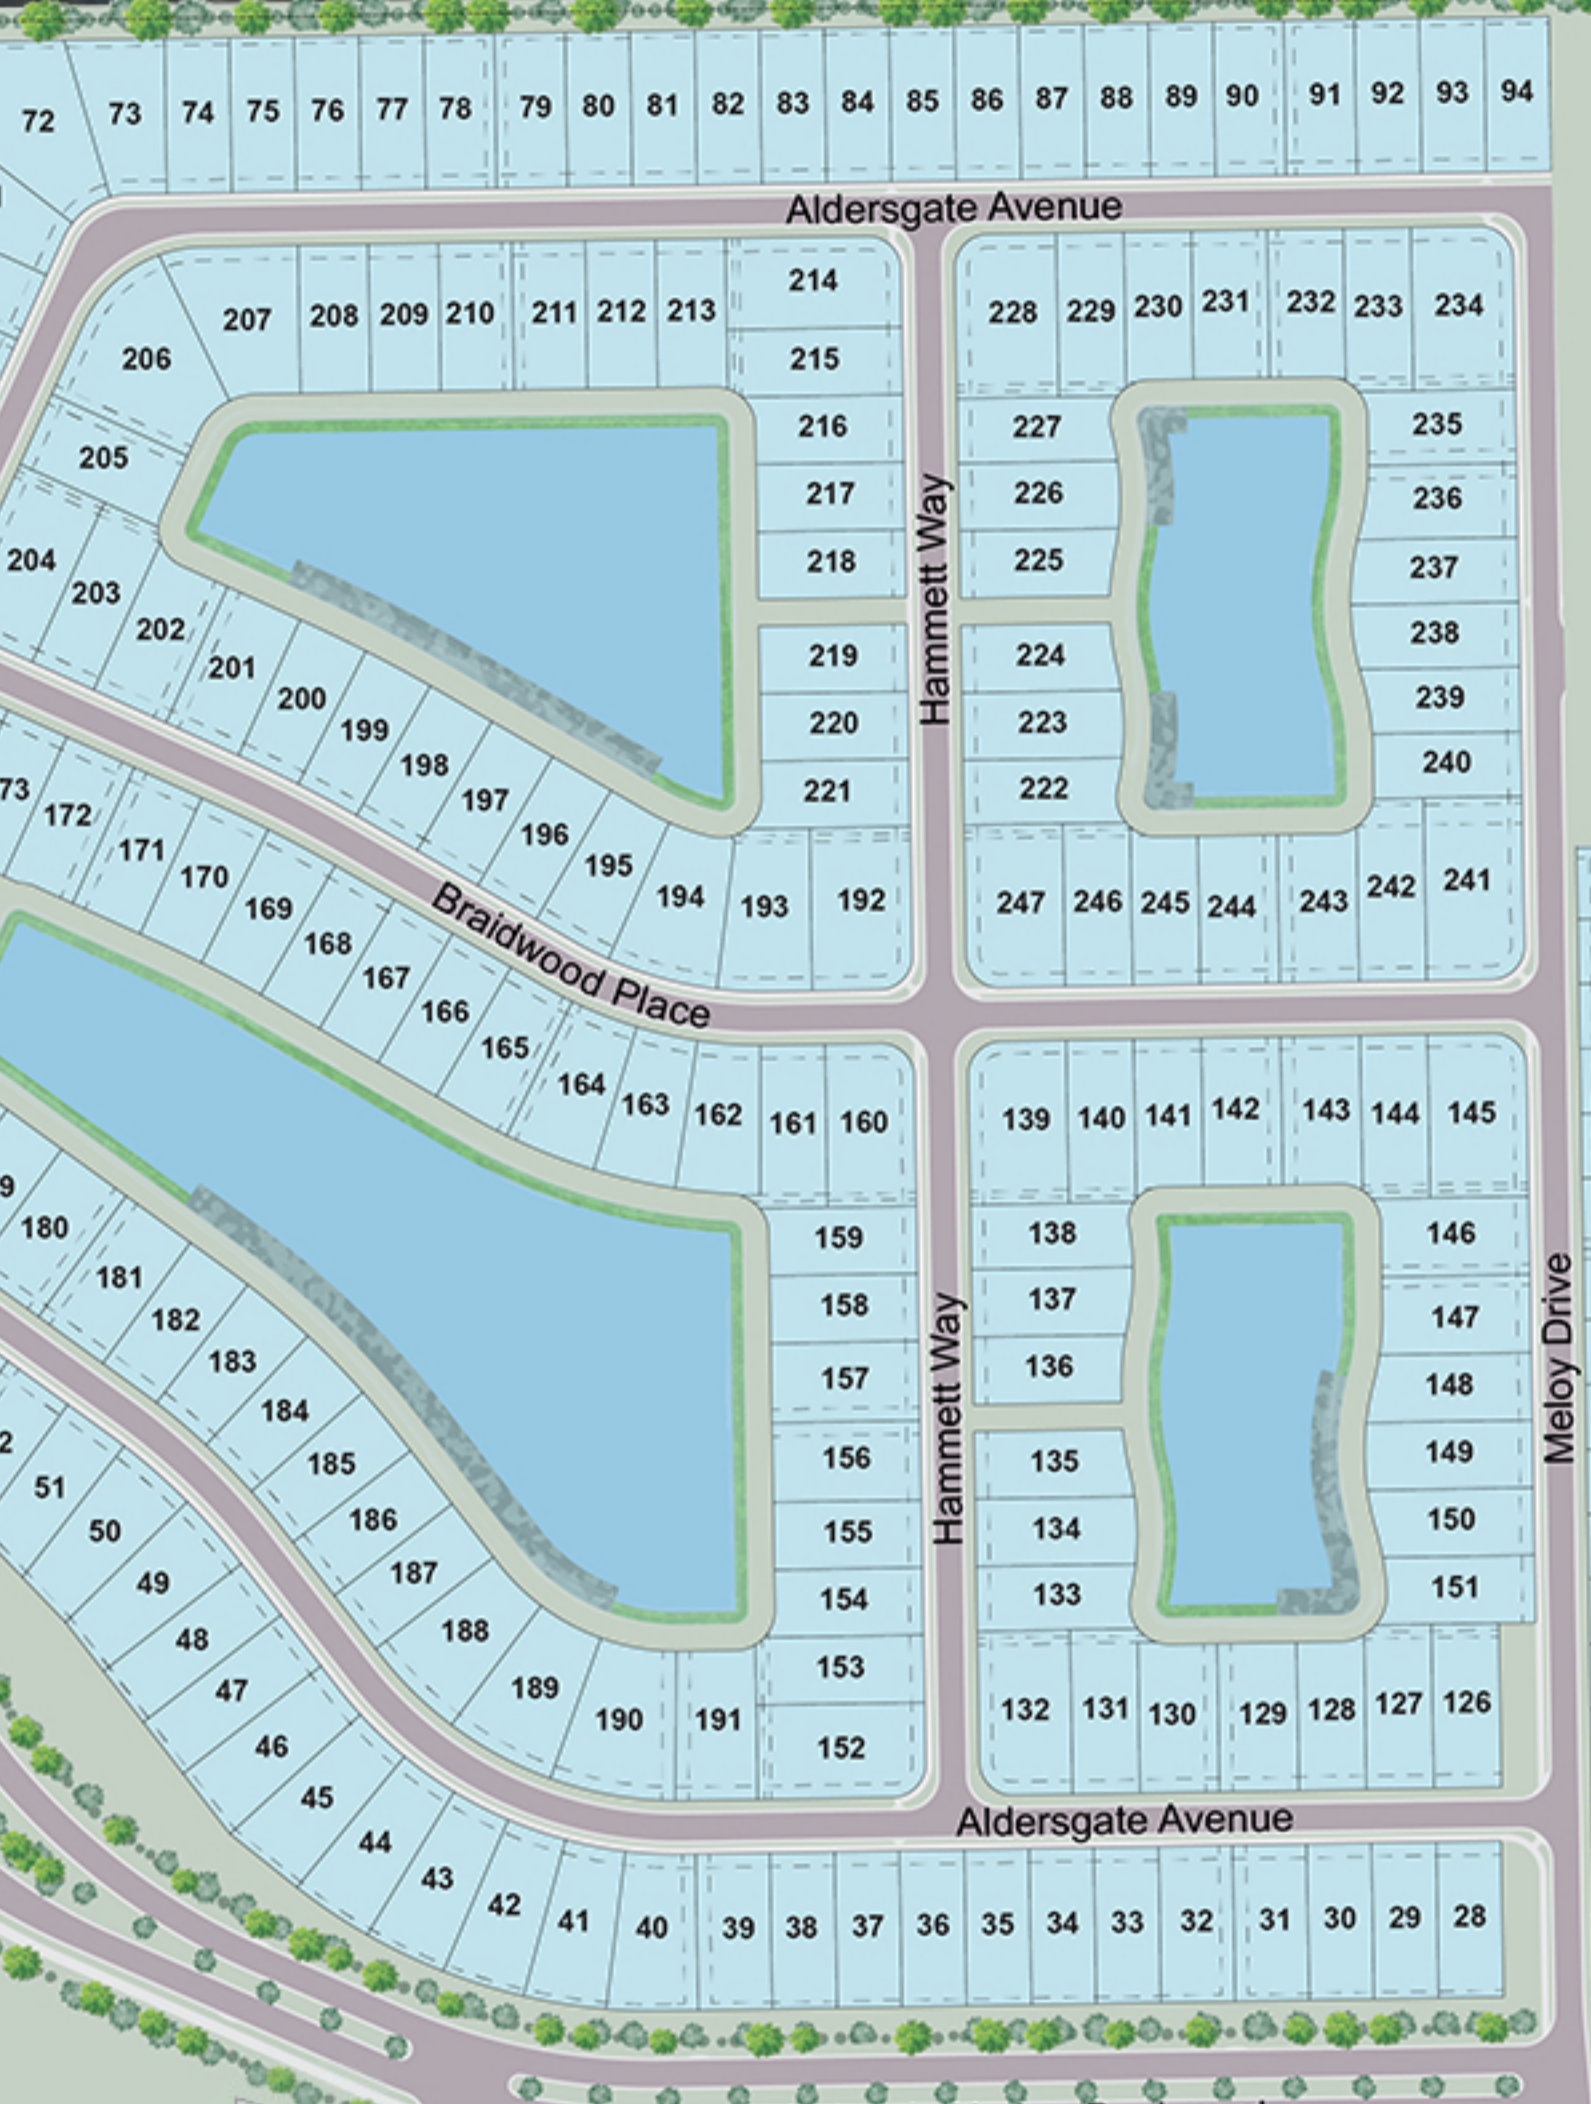 72 73 74 75 76 77 78 79 80 81 82 83 84 85 86 87 88 89 90 91 92 93 94
Aldersgate Avenue
207 208 209 210 211 212 213 214
228 229 230 231 232 233 234
206 215
205 216 227 235
217 226 236
204 203 218 225 237
202 201 219 224 238
Hammett Way
200 199 220 223 239
198 197 221 222 240
73 172 196
171 170 195 194 193 192
247 246 245 244 243 242 241
169 168 167 166 165
Braidwood Place
164 163 162 161 160
139 140 141 142 143 144 145
9 180 159 138 146
181 158 137 147
182 183 157 136 148
Hammett Way
Meloy Drive
184 185 156 135 149
2 51 186 155 134 150
50 187 154 133 151
49 188 153
48 189 190 191 152
132 131 130 129 128 127 126
47
46
45
Aldersgate Avenue
44 43 42 41 40 39 38 37 36 35 34 33 32 31 30 29 28